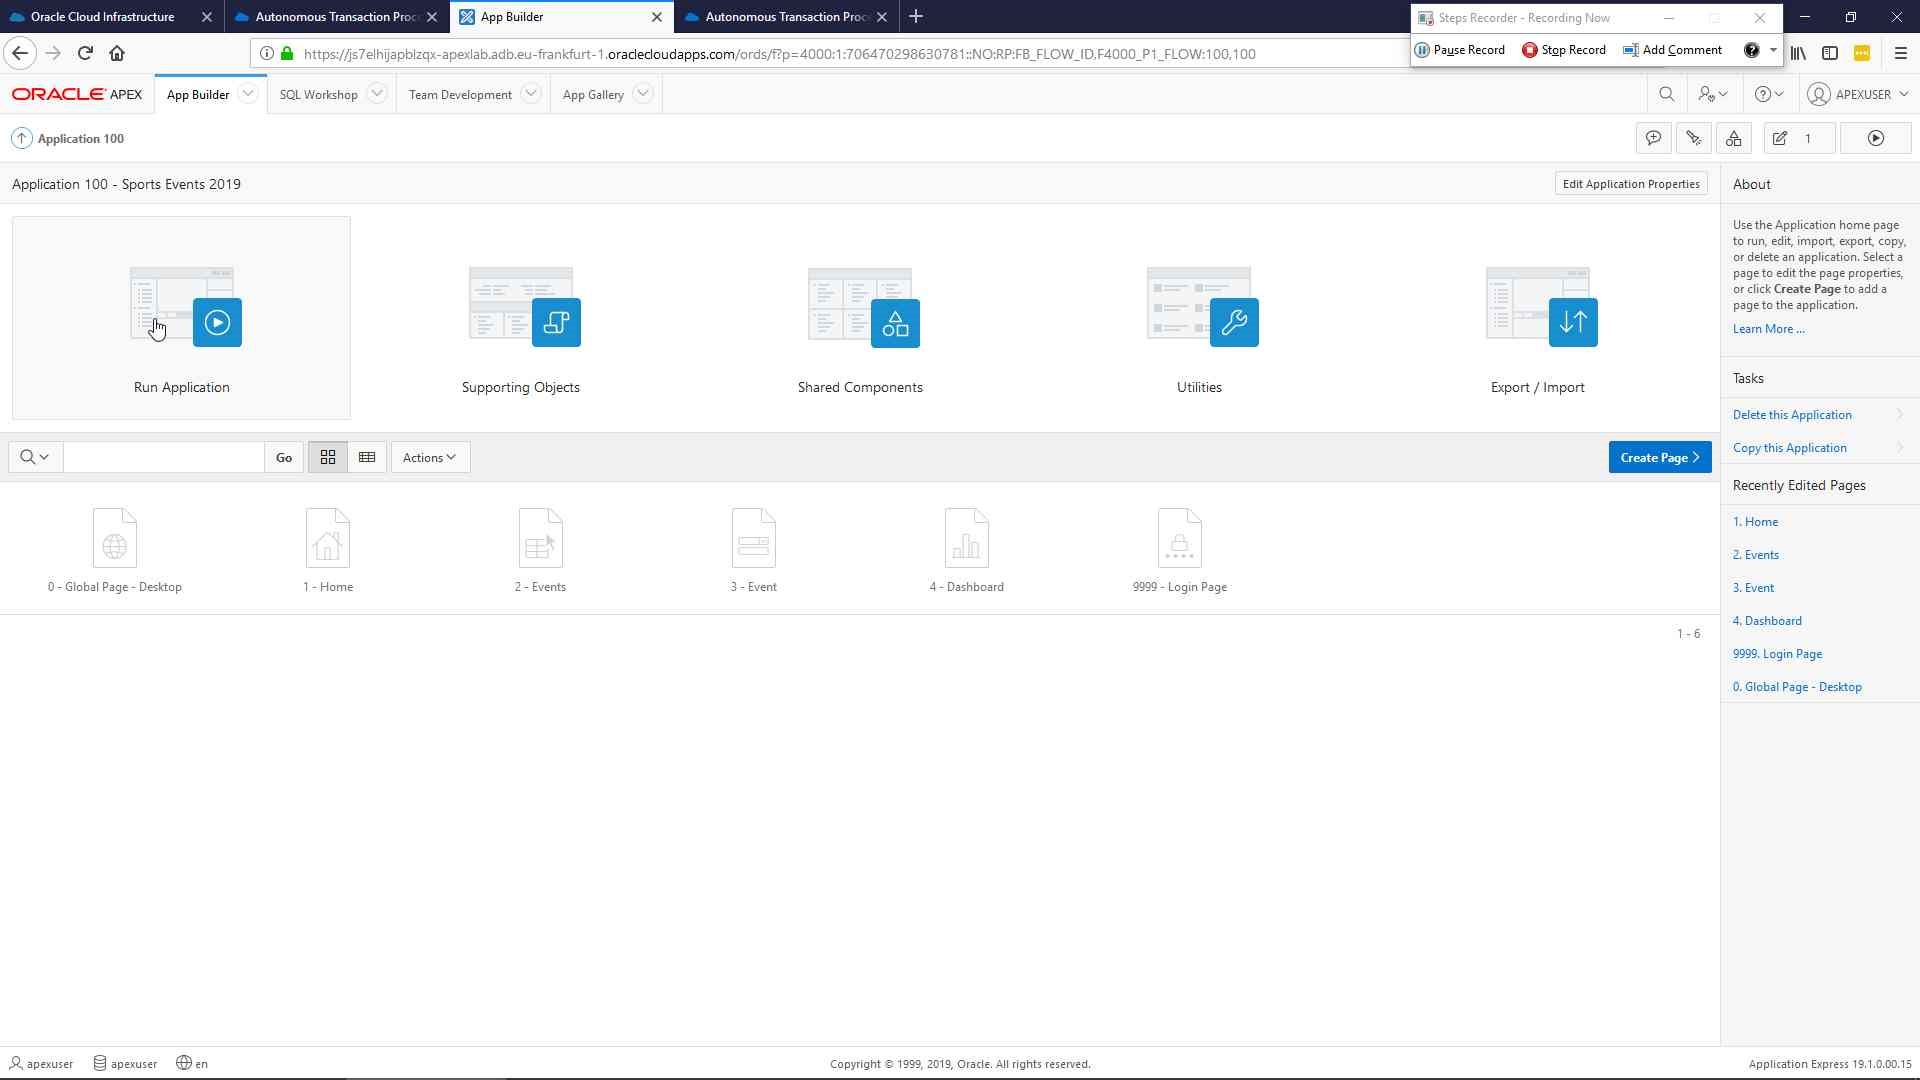 Oracle Cloud Infrastructure
Autonomous Transaction Proc
App Builder
Autonomous Transaction Proc
Steps Recorder - Recording Now
Pause Record
Stop Record
Add Comment
https://js7elhijapblzqx-apexlab.adb.eu-frankfurt-1.oraclecloudapps.com/ords/f?p=4000:1:706470298630781::NO:RP:FB_FLOW_ID,F4000_P1_FLOW:100,100
ORACLE APEX
App Builder
SQL Workshop
Team Development
App Gallery
APEXUSER
Application 100
1
Application 100 - Sports Events 2019
Edit Application Properties
About
Use the Application home page
to run, edit, import, export, copy,
or delete an application. Select a
page to edit the page properties,
or click Create Page to add a
page to the application.
Learn More ...
Run Application
Supporting Objects
Shared Components
Utilities
Export / Import
Tasks
Delete this Application
Copy this Application
Go
Actions
Create Page
Recently Edited Pages
1. Home
2. Events
3. Event
4. Dashboard
9999. Login Page
0. Global Page - Desktop
0 - Global Page - Desktop
1 - Home
2 - Events
3 - Event
4 - Dashboard
9999 - Login Page
1 - 6
apexuser
apexuser
en
Copyright © 1999, 2019, Oracle. All rights reserved.
Application Express 19.1.0.00.15